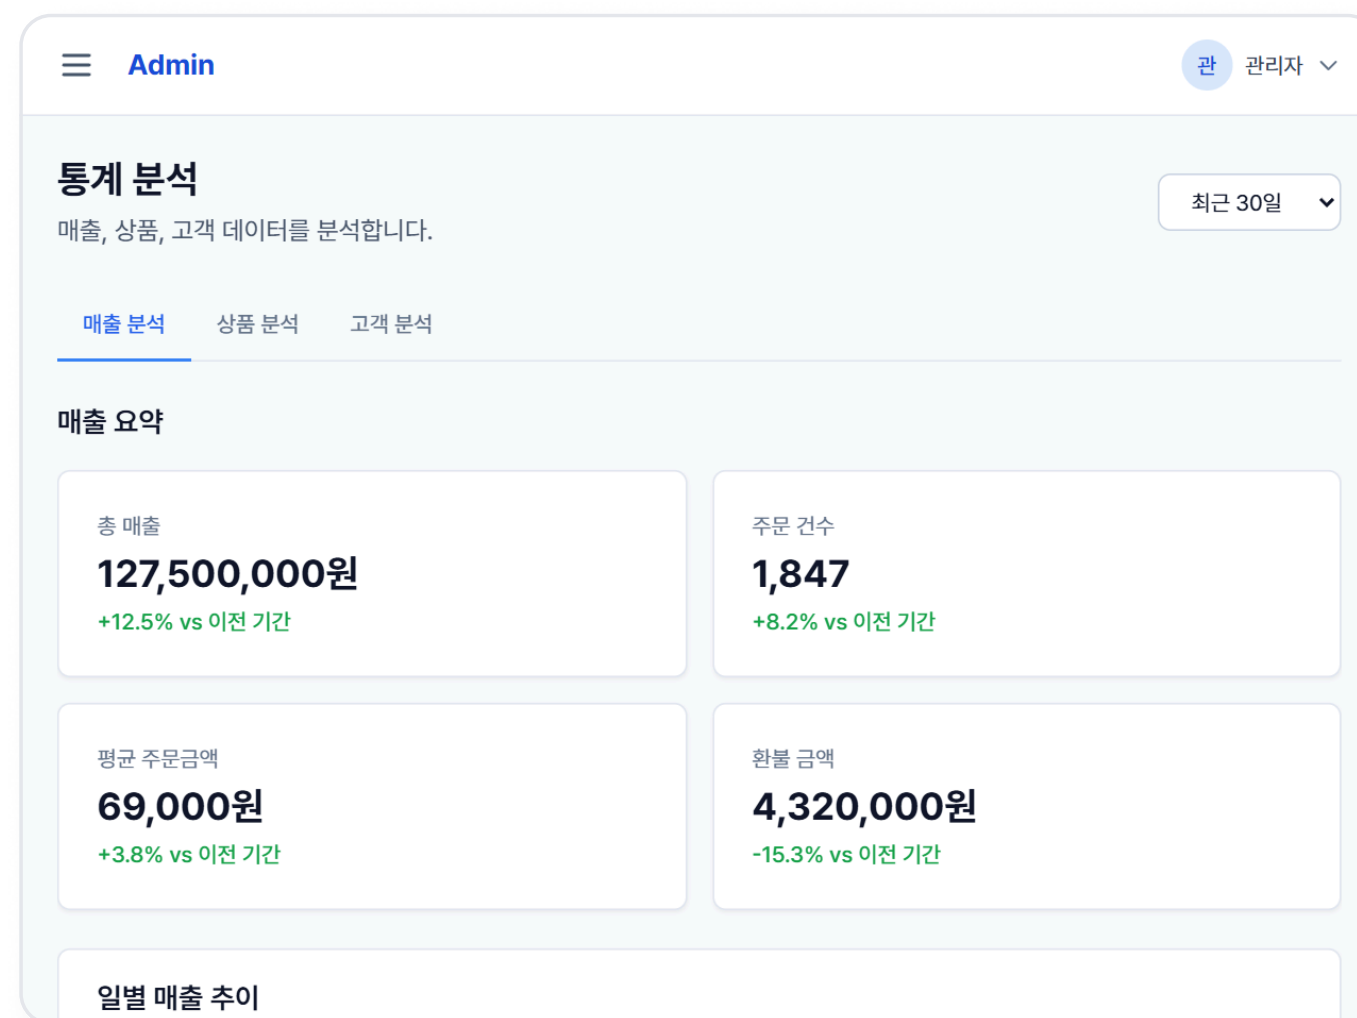 Admin
관 관리자
통계 분석
최근 30일
매출, 상품, 고객 데이터를 분석합니다.
매출 분석 상품 분석 고객 분석
매출 요약
총 매출
127,500,000원
+12.5% vs 이전 기간
주문 건수
1,847
+8.2% vs 이전 기간
평균 주문금액
69,000원
+3.8% vs 이전 기간
환불 금액
4,320,000원
-15.3% vs 이전 기간
일별 매출 추이